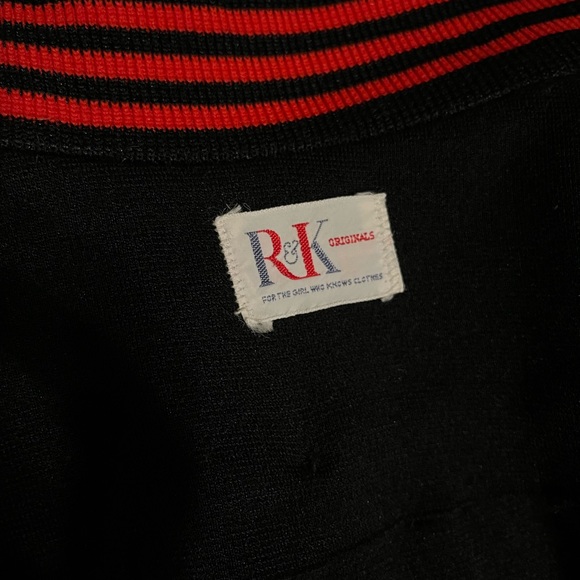 R&K ORIGINALS
FOR THE GIRL WHO KNOWS CLOTHES